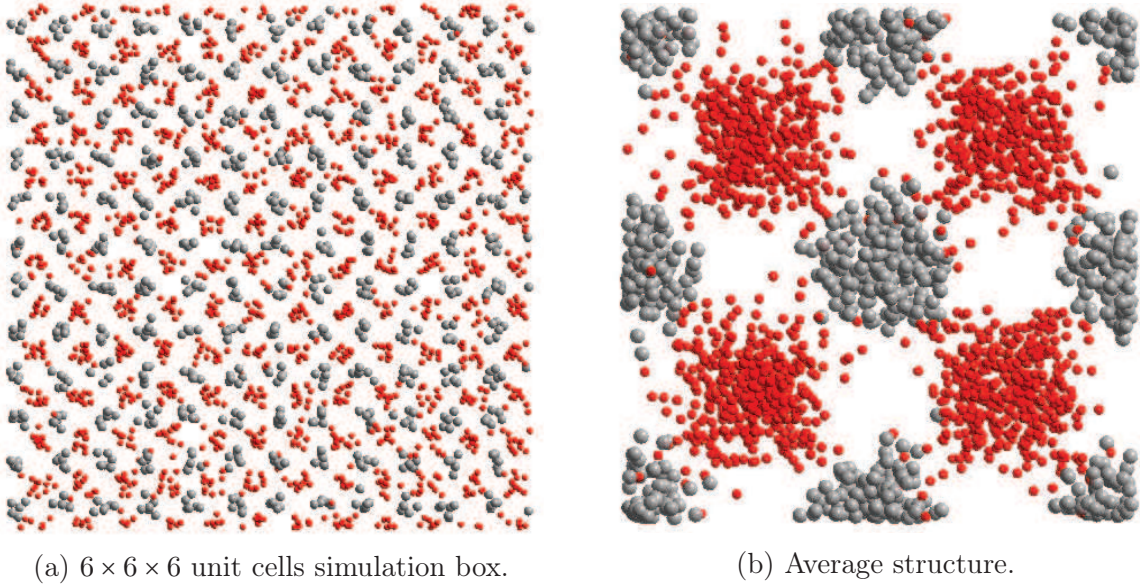 (a) 6 × 6 × 6 unit cells simulation box.
(b) Average structure.